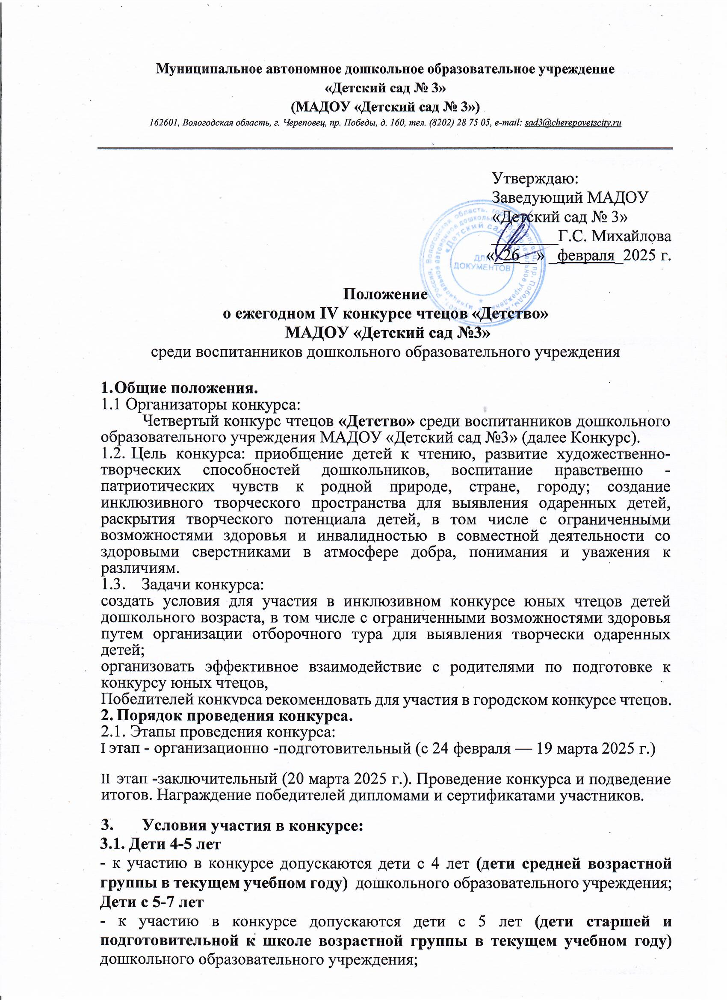 Муниципальное автономное дошкольное образовательное учреждение
«Детский сад № 3»
(МАДОУ «Детский сад № 3»)
162601, Вологодская область, г. Череповец, пр. Победы, д. 160, тел. (8202) 28 75 05, e-mail: sad3@cherepovetscity.ru
Утверждаю:
Заведующий МАДОУ
«Детский сад № 3»
________Г.С. Михайлова
«_26__» _февраля_2025 г.
ДЛЯ
ДОКУМЕНТОВ
Положение
о ежегодном IV конкурсе чтецов «Детство»
МАДОУ «Детский сад №3»
среди воспитанников дошкольного образовательного учреждения
1.Общие положения.
1.1 Организаторы конкурса:
Четвертый конкурс чтецов «Детство» среди воспитанников дошкольного
образовательного учреждения МАДОУ «Детский сад №3» (далее Конкурс).
1.2. Цель конкурса: приобщение детей к чтению, развитие художественно-
творческих способностей дошкольников, воспитание нравственно -
патриотических чувств к родной природе, стране, городу; создание
инклюзивного творческого пространства для выявления одаренных детей,
раскрытия творческого потенциала детей, в том числе с ограниченными
возможностями здоровья и инвалидностью в совместной деятельности со
здоровыми сверстниками в атмосфере добра, понимания и уважения к
различиям.
1.3. Задачи конкурса:
создать условия для участия в инклюзивном конкурсе юных чтецов детей
дошкольного возраста, в том числе с ограниченными возможностями здоровья
путем организации отборочного тура для выявления творчески одаренных
детей;
организовать эффективное взаимодействие с родителями по подготовке к
конкурсу юных чтецов,
Победителей конкурса рекомендовать для участия в городском конкурсе чтецов.
2. Порядок проведения конкурса.
2.1. Этапы проведения конкурса:
I этап - организационно -подготовительный (с 24 февраля — 19 марта 2025 г.)
II этап -заключительный (20 марта 2025 г.). Проведение конкурса и подведение
итогов. Награждение победителей дипломами и сертификатами участников.
3. Условия участия в конкурсе:
3.1. Дети 4-5 лет
- к участию в конкурсе допускаются дети с 4 лет (дети средней возрастной
группы в текущем учебном году) дошкольного образовательного учреждения;
Дети с 5-7 лет
- к участию в конкурсе допускаются дети с 5 лет (дети старшей и
подготовительной к школе возрастной группы в текущем учебном году)
дошкольного образовательного учреждения;